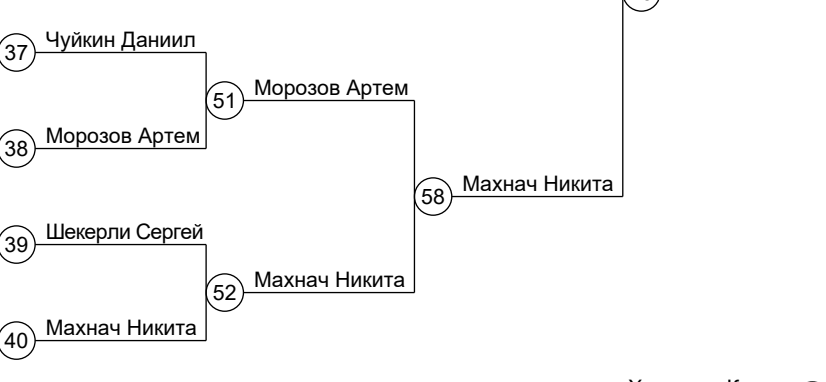 37 Чуйкин Даниил
51 Морозов Артем
38 Морозов Артем
58 Махнач Никита
39 Шекерли Сергей
52 Махнач Никита
40 Махнач Никита